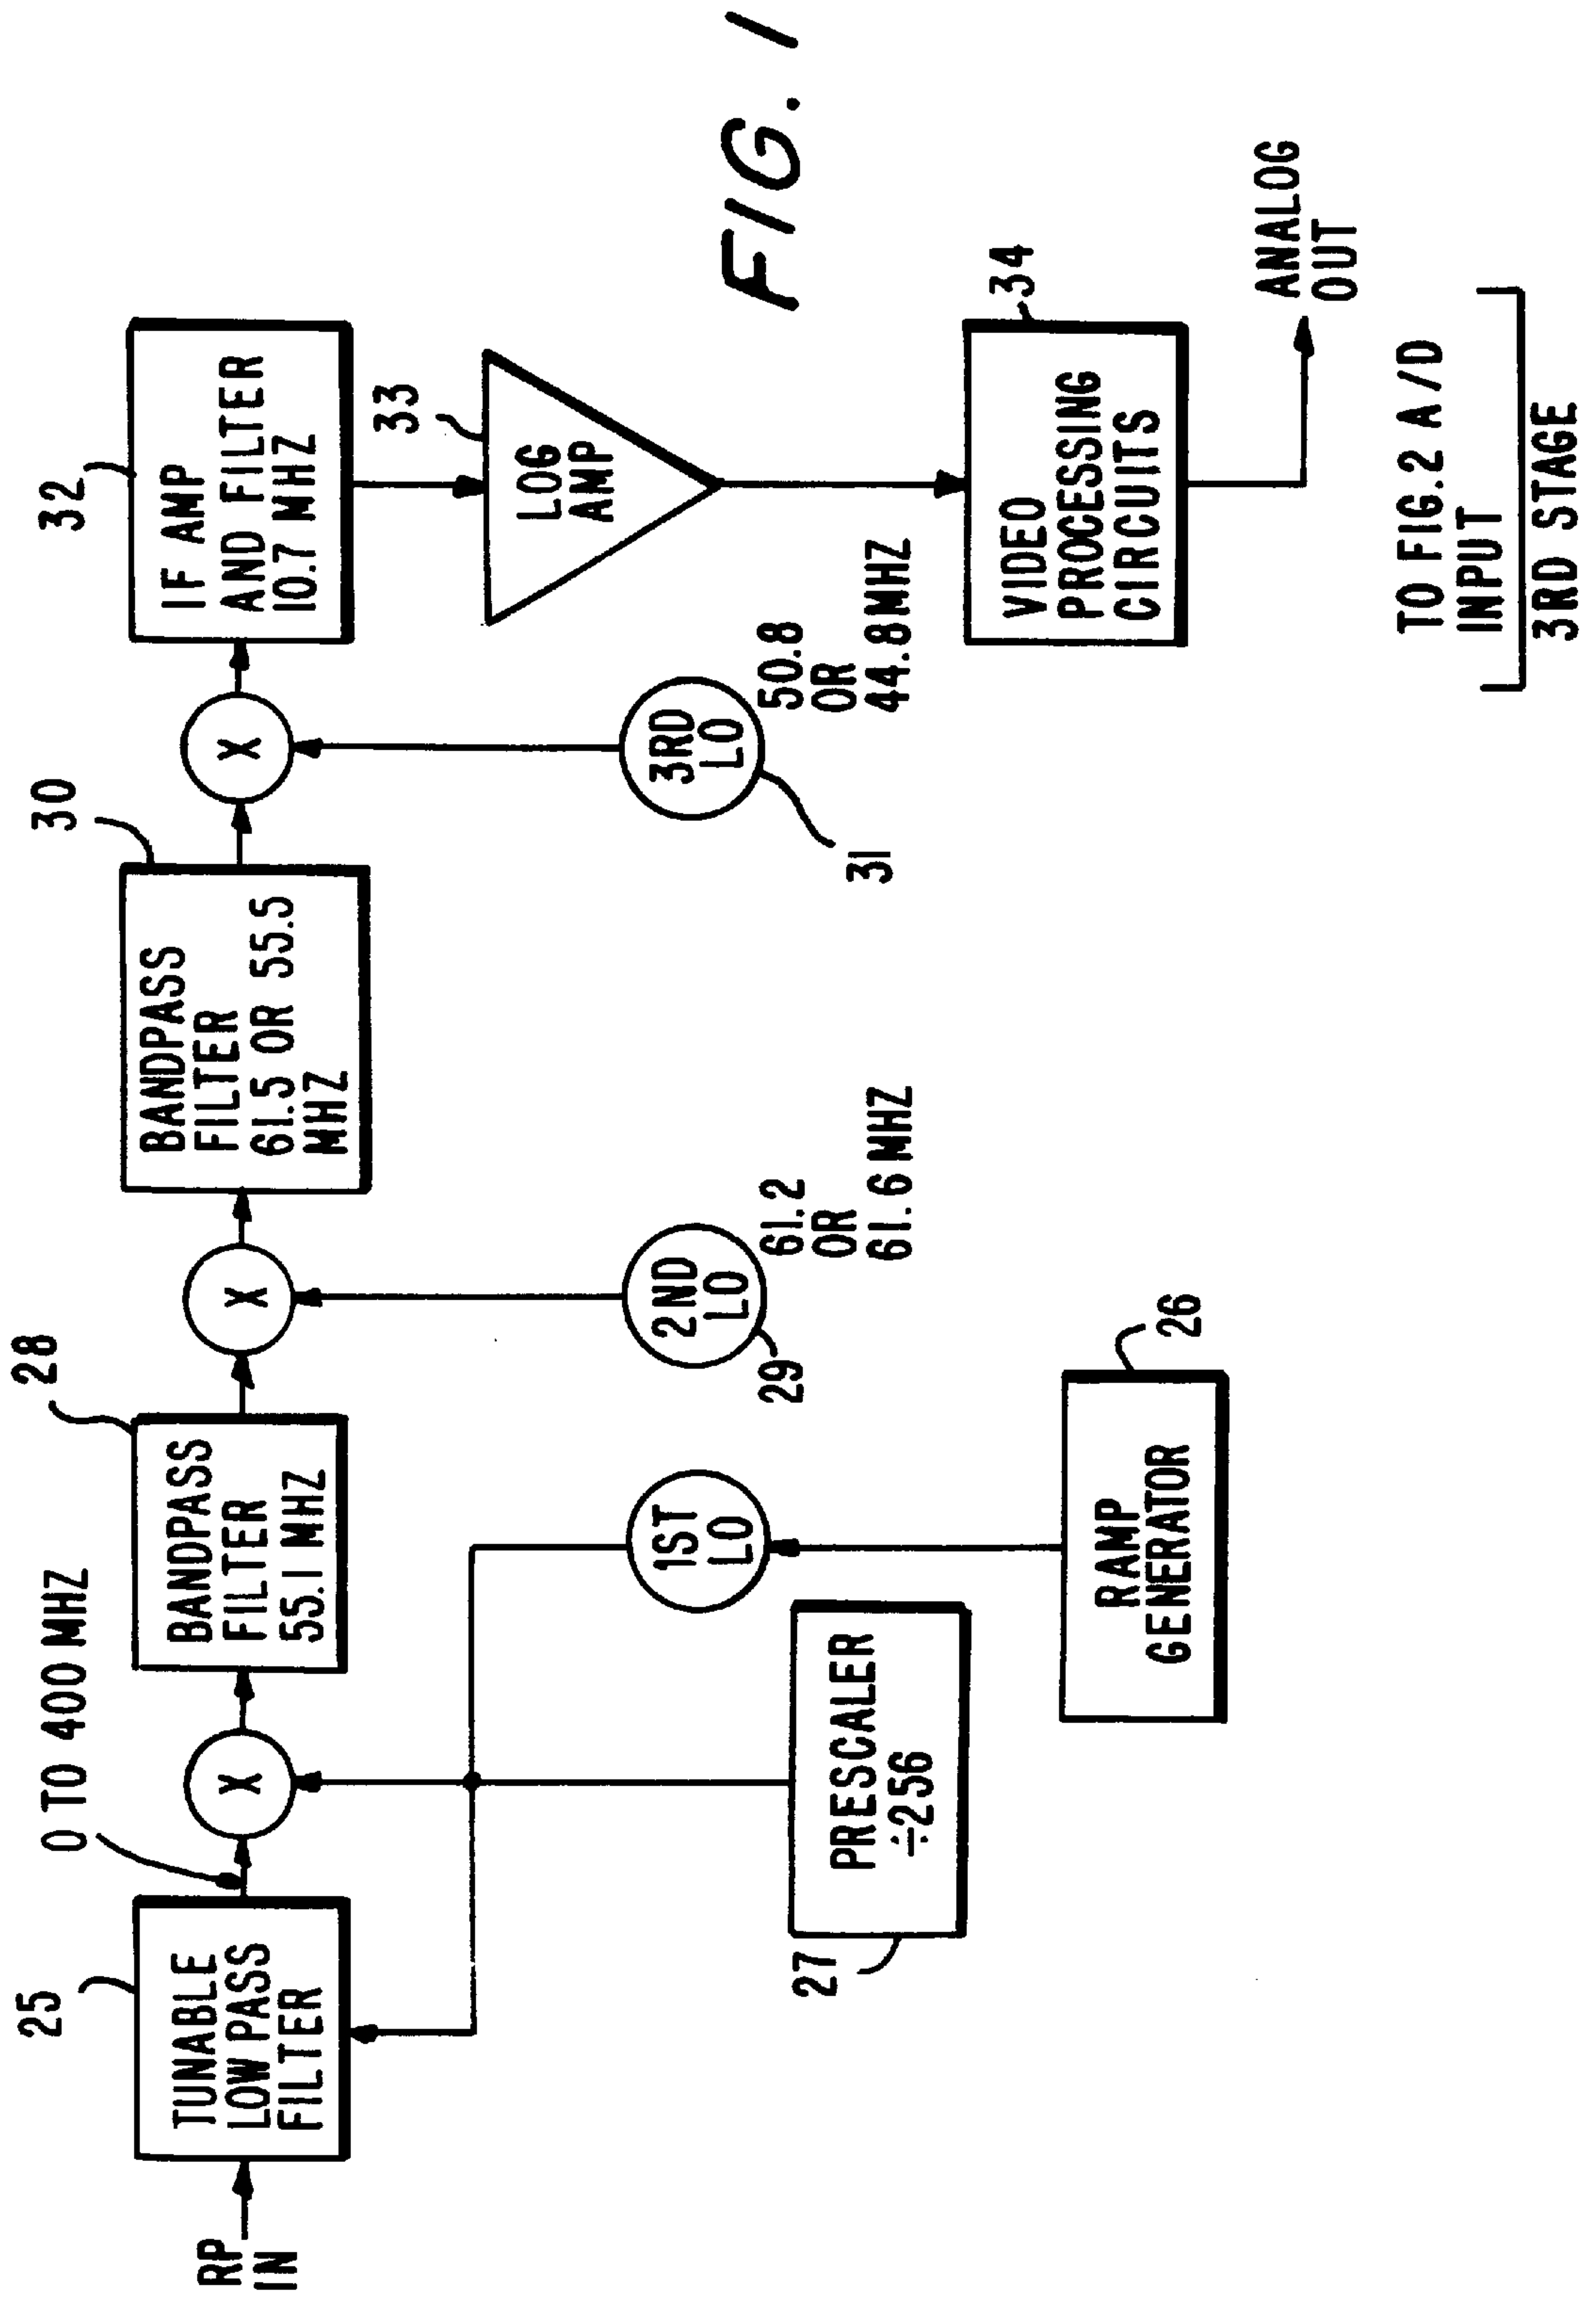 FIG. 1
RP
IN
25
TUNABLE
LOW PASS
FILTER
0 TO 400 MHZ
X
28
BANDPASS
FILTER
55.1 MHZ
X
30
BANDPASS
FILTER
61.5 OR 55.5
MHZ
X
32
IF AMP
AND FILTER
10.7 MHZ
33
LOG
AMP
1ST
LO
2ND
LO
29
61.2
OR
61.6 MHZ
3RD
LO
31
50.8
OR
44.8 MHZ
27
PRESCALER
÷256
RAMP
GENERATOR
26
VIDEO
PROCESSING
CIRCUITS
34
ANALOG
OUT
TO FIG.2 A/D
INPUT
3RD STAGE